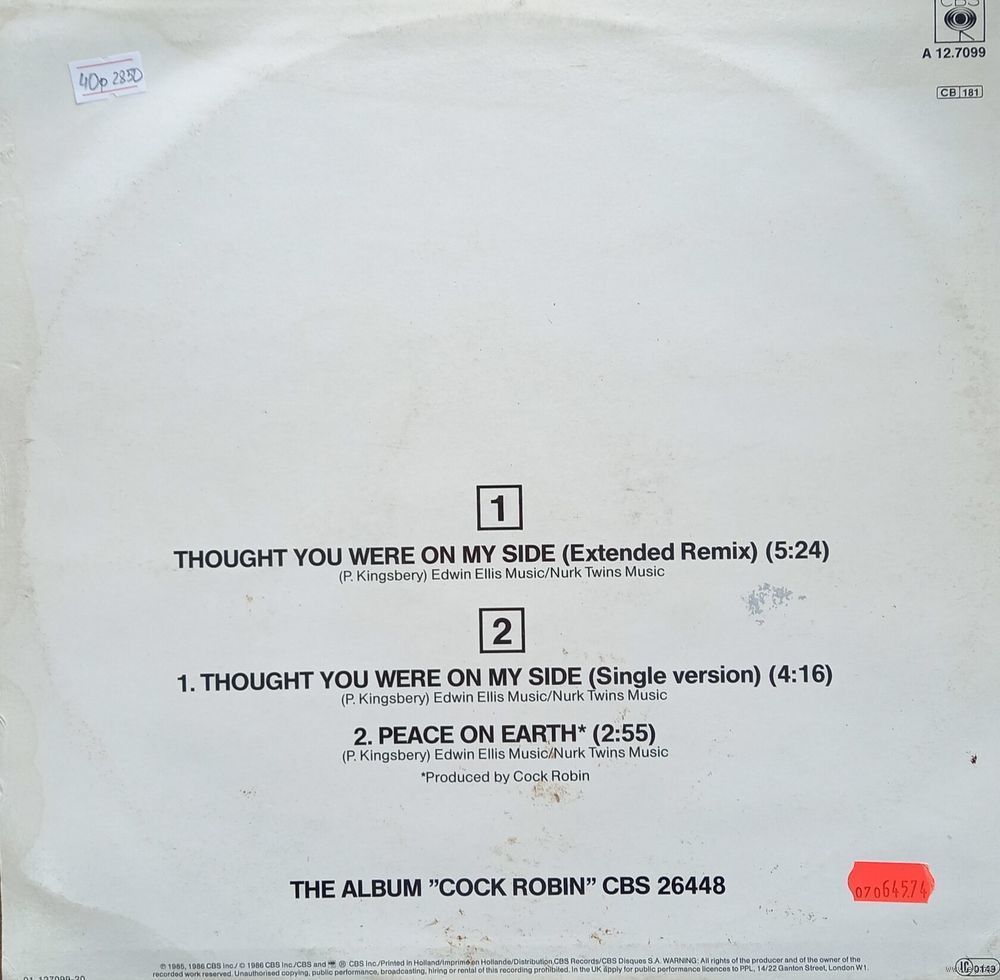 CBS
A 12.7099
40p 2850
CB 181
1
THOUGHT YOU WERE ON MY SIDE (Extended Remix) (5:24)
(P. Kingsbery) Edwin Ellis Music/Nurk Twins Music
2
1. THOUGHT YOU WERE ON MY SIDE (Single version) (4:16)
(P. Kingsbery) Edwin Ellis Music/Nurk Twins Music
2. PEACE ON EARTH* (2:55)
(P. Kingsbery) Edwin Ellis Music/Nurk Twins Music
*Produced by Cock Robin
THE ALBUM ”COCK ROBIN” CBS 26448
07064574
℗ 1985, 1986 CBS Inc./ © 1986 CBS Inc./CBS and ® CBS Inc./Printed in Holland/Imprimé en Hollande/Distribution CBS Records/CBS Disques S.A. WARNING: All rights of the producer and of the owner of the
recorded work reserved. Unauthorised copying, public performance, broadcasting, hiring or rental of this recording prohibited. In the UK apply for public performance licences to PPL, 14/22 Ganton Street, London W1.
01-127099-20
LC 0149